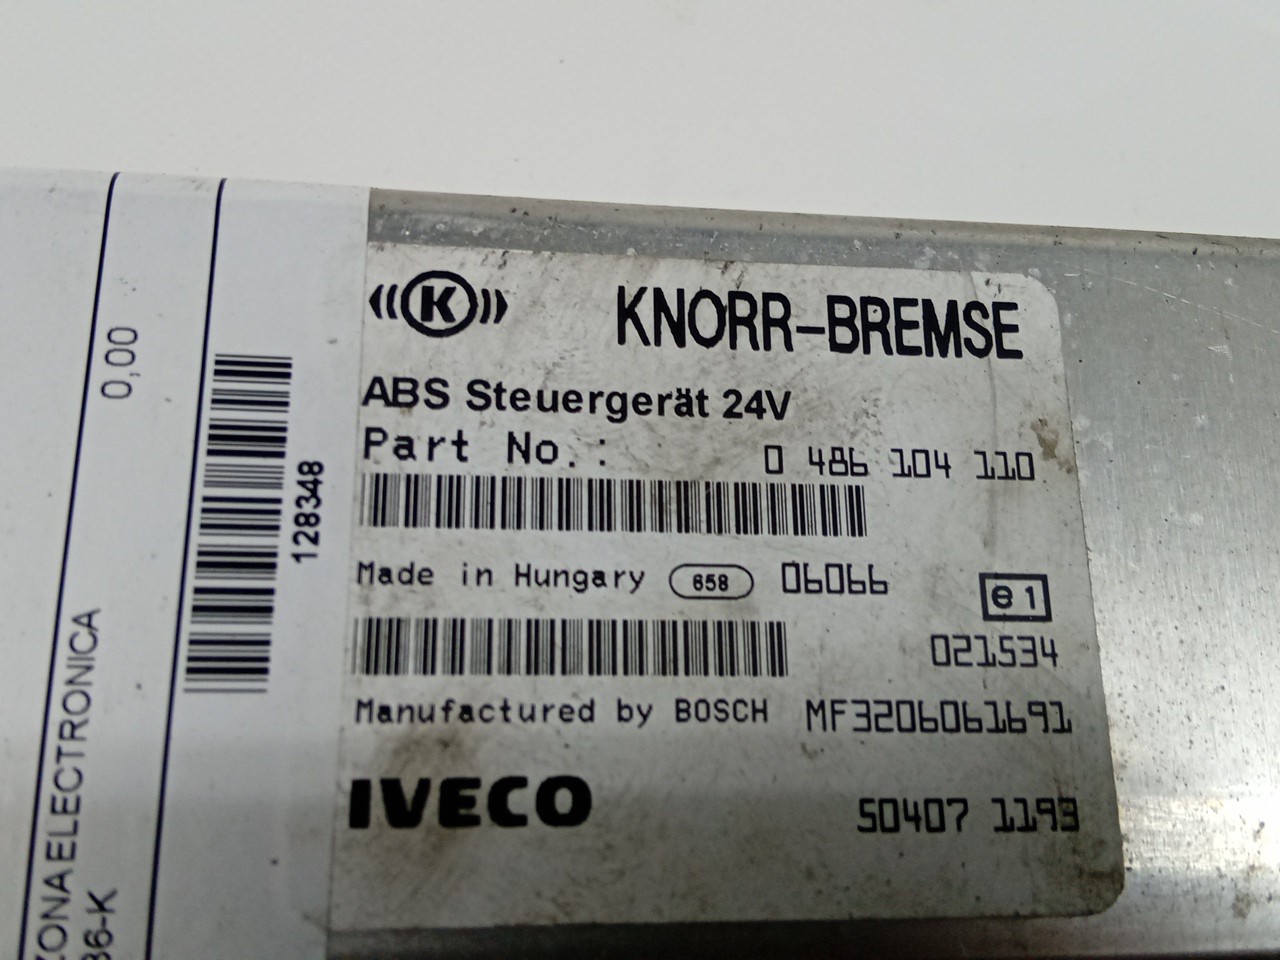 K KNORR-BREMSE
ABS Steuergerät 24V
Part No.: 0 486 104 110
Made in Hungary 658 06066
e1
021534
Manufactured by BOSCH MF3206061691
IVECO 50407 1193
128348
0,00
ELECTRONICA
36-K